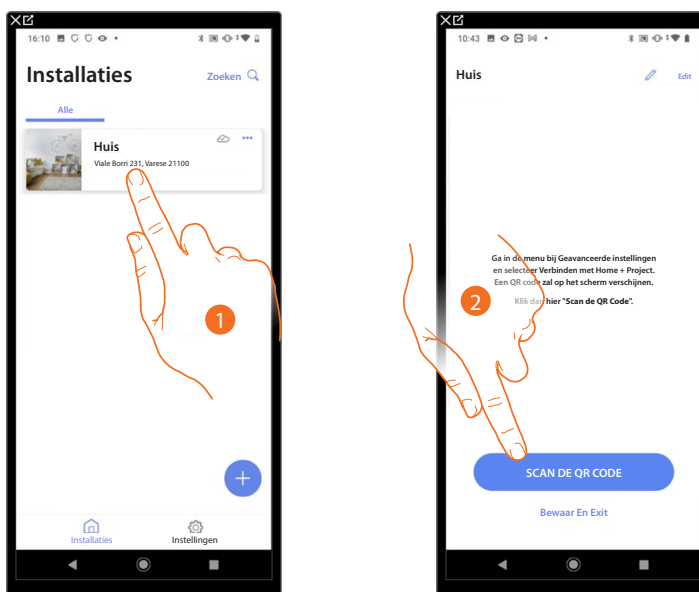 16:10
Installaties
Zoeken
Alle
Huis
Viale Borri 231, Varese 21100
1
Installaties
Instellingen
10:43
Huis
Edit
Ga in de menu bij Geavanceerde instellingen
en selecteer Verbinden met Home + Project.
Een QR code zal op het scherm verschijnen.
Klik dan hier "Scan de QR Code".
2
SCAN DE QR CODE
Bewaar En Exit